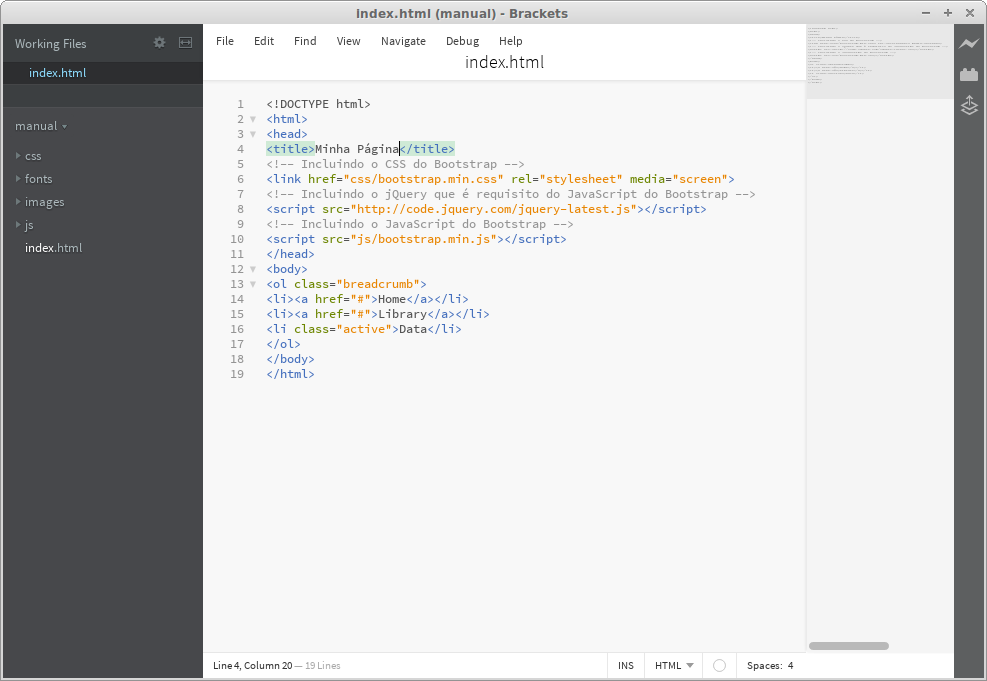 index.html (manual) - Brackets
Working Files
index.html
manual
css
fonts
images
js
index.html
File Edit Find View Navigate Debug Help
index.html
1 <!DOCTYPE html>
2 <html>
3 <head>
4 <title>Minha Página</title>
5 <!-- Incluindo o CSS do Bootstrap -->
6 <link href="css/bootstrap.min.css" rel="stylesheet" media="screen">
7 <!-- Incluindo o jQuery que é requisito do JavaScript do Bootstrap -->
8 <script src="http://code.jquery.com/jquery-latest.js"></script>
9 <!-- Incluindo o JavaScript do Bootstrap -->
10 <script src="js/bootstrap.min.js"></script>
11 </head>
12 <body>
13 <ol class="breadcrumb">
14 <li><a href="#">Home</a></li>
15 <li><a href="#">Library</a></li>
16 <li class="active">Data</li>
17 </ol>
18 </body>
19 </html>
Line 4, Column 20 — 19 Lines INS HTML Spaces: 4